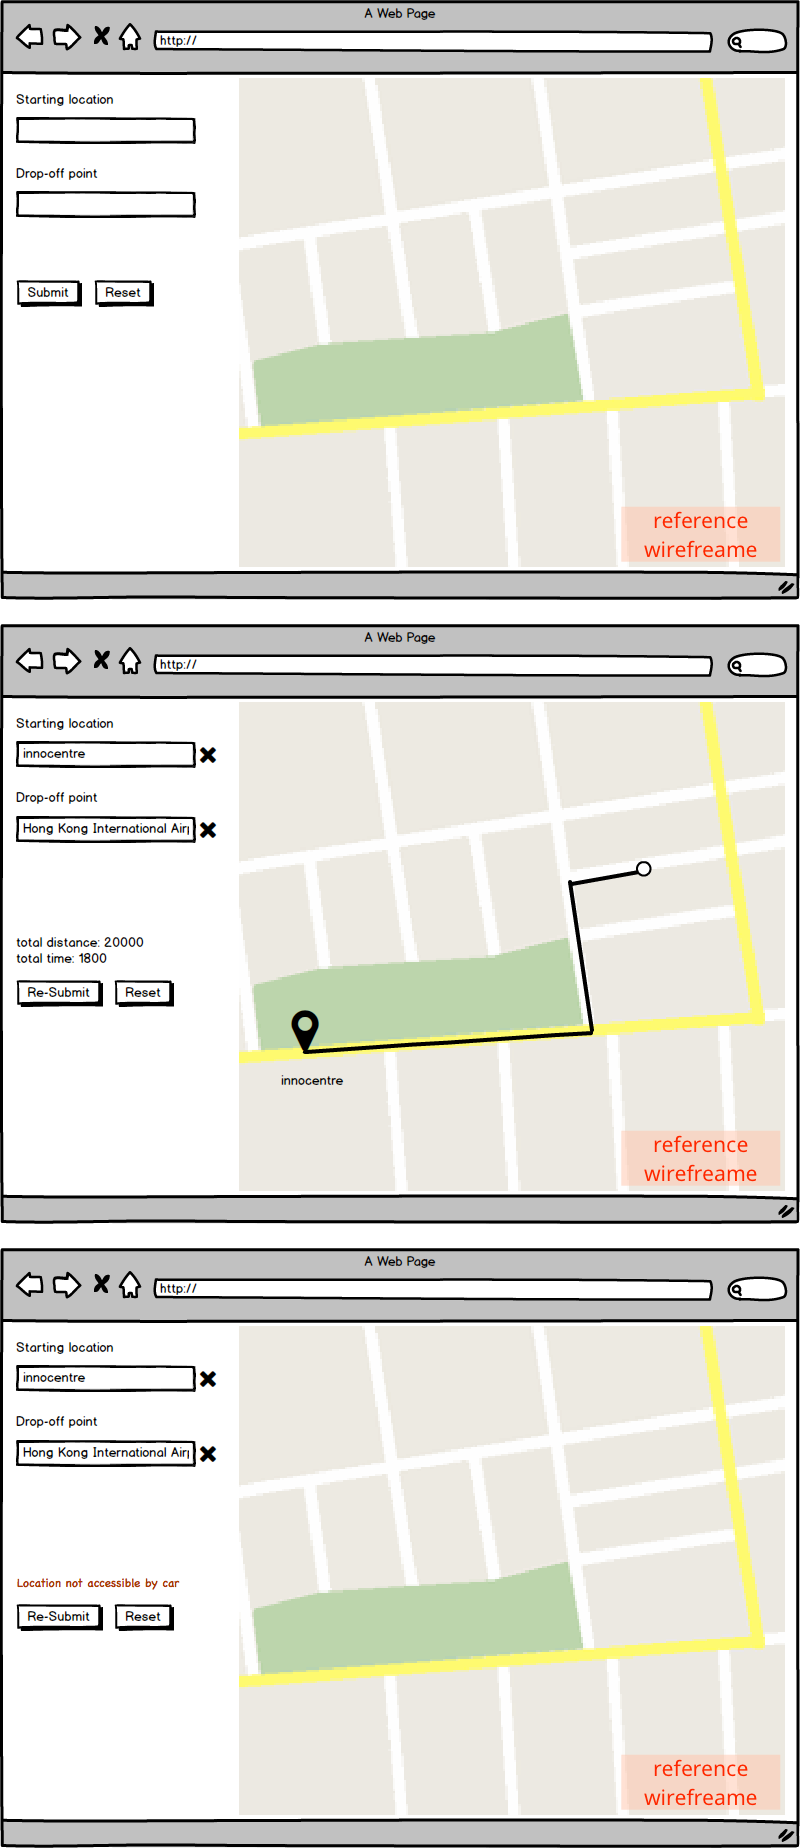 A Web Page
http://
Starting location
Drop-off point
Submit
Reset
reference
wirefreame
A Web Page
http://
Starting location
innocentre
Drop-off point
Hong Kong International Air
total distance: 20000
total time: 1800
Re-Submit
Reset
innocentre
reference
wirefreame
A Web Page
http://
Starting location
innocentre
Drop-off point
Hong Kong International Air
Location not accessible by car
Re-Submit
Reset
reference
wirefreame